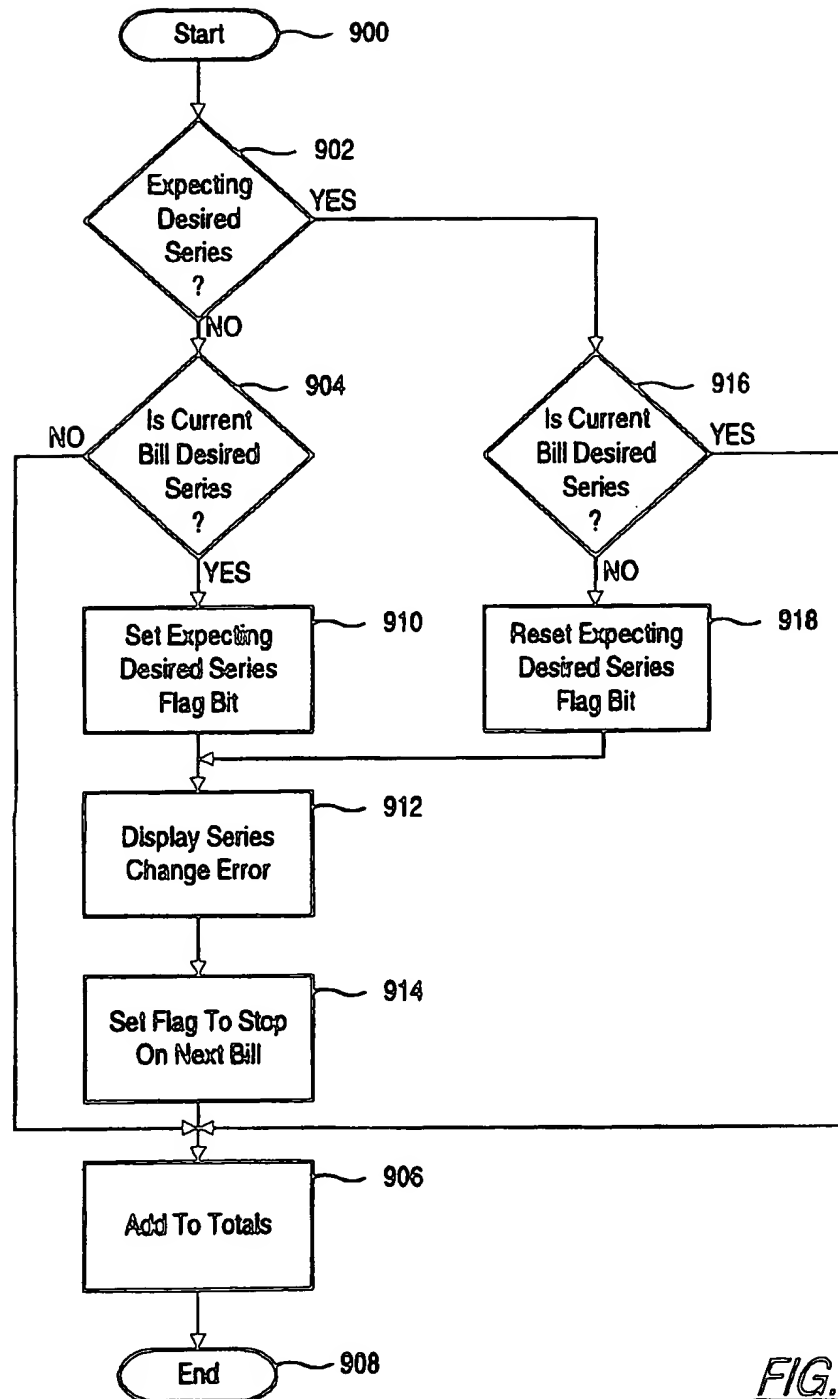 Start
900
902
Expecting
Desired
Series
?
YES
NO
904
NO
Is Current
Bill Desired
Series
?
YES
916
Is Current
Bill Desired
Series
?
YES
NO
Set Expecting
Desired Series
Flag Bit
910
Reset Expecting
Desired Series
Flag Bit
918
912
Display Series
Change Error
914
Set Flag To Stop
On Next Bill
906
Add To Totals
End
908
FIG.